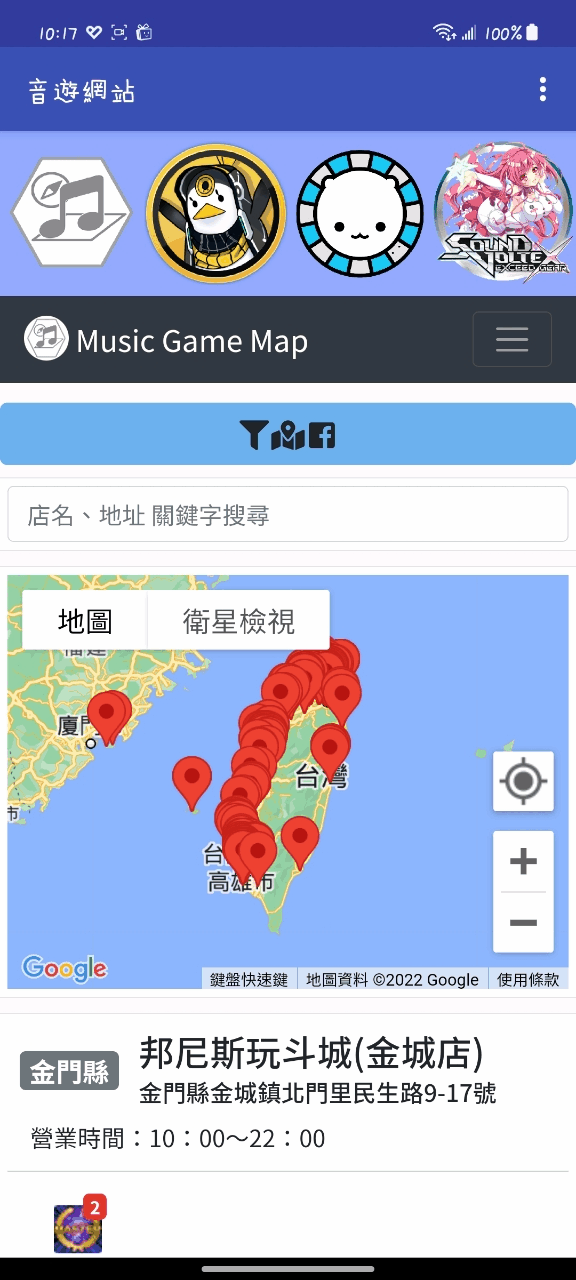 10:17
100%
音遊網站
SOUND VOLTEX
EXCEED GEAR
Music Game Map
店名、地址 關鍵字搜尋
地圖
衛星檢視
福建
台灣
高雄市
市
Google
鍵盤快速鍵
地圖資料 ©2022 Google
使用條款
金門縣
邦尼斯玩斗城(金城店)
金門縣金城鎮北門里民生路9-17號
營業時間：10：00～22：00
2